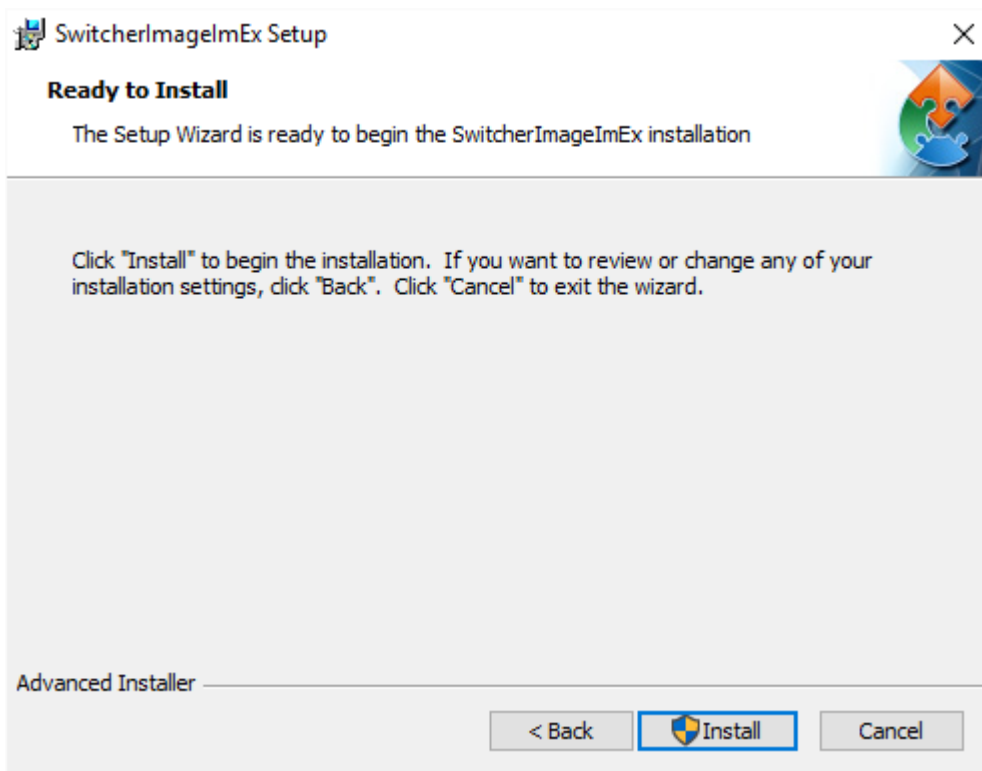 SwitcherImageImEx Setup
Ready to Install
The Setup Wizard is ready to begin the SwitcherImageImEx installation
Click "Install" to begin the installation.  If you want to review or change any of your
installation settings, click "Back".  Click "Cancel" to exit the wizard.
Advanced Installer
< Back
Install
Cancel